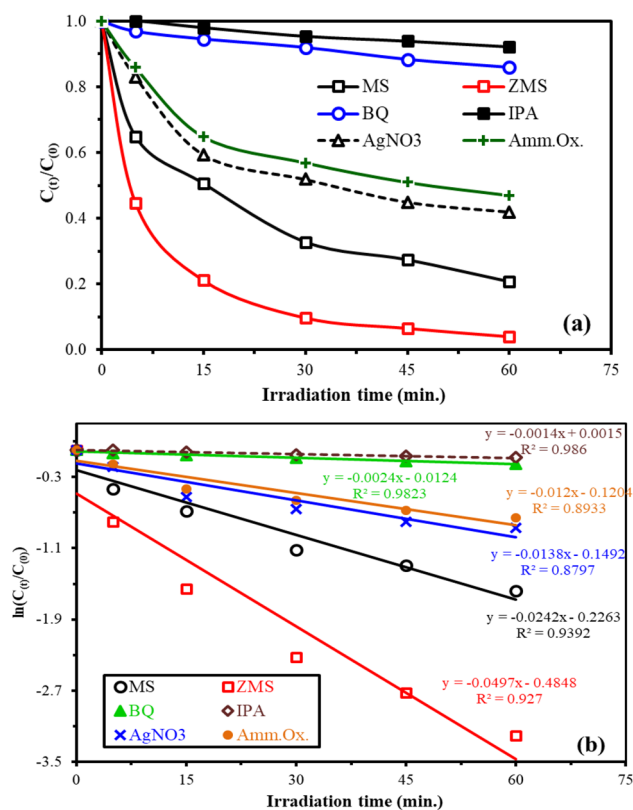 1.0
0.8
0.6
0.4
0.2
0.0
C(t)/C(0)
MS ZMS
BQ IPA
AgNO3 Amm.Ox.
(a)
0 15 30 45 60 75
Irradiation time (min.)
y = -0.0014x + 0.0015
R² = 0.986
y = -0.0024x - 0.0124
R² = 0.9823
y = -0.012x - 0.1204
R² = 0.8933
y = -0.0138x - 0.1492
R² = 0.8797
y = -0.0242x - 0.2263
R² = 0.9392
y = -0.0497x - 0.4848
R² = 0.927
-0.3
-1.1
-1.9
-2.7
-3.5
ln(C(t)/C(0))
MS ZMS
BQ IPA
AgNO3 Amm.Ox.
(b)
0 15 30 45 60 75
Irradiation time (min.)